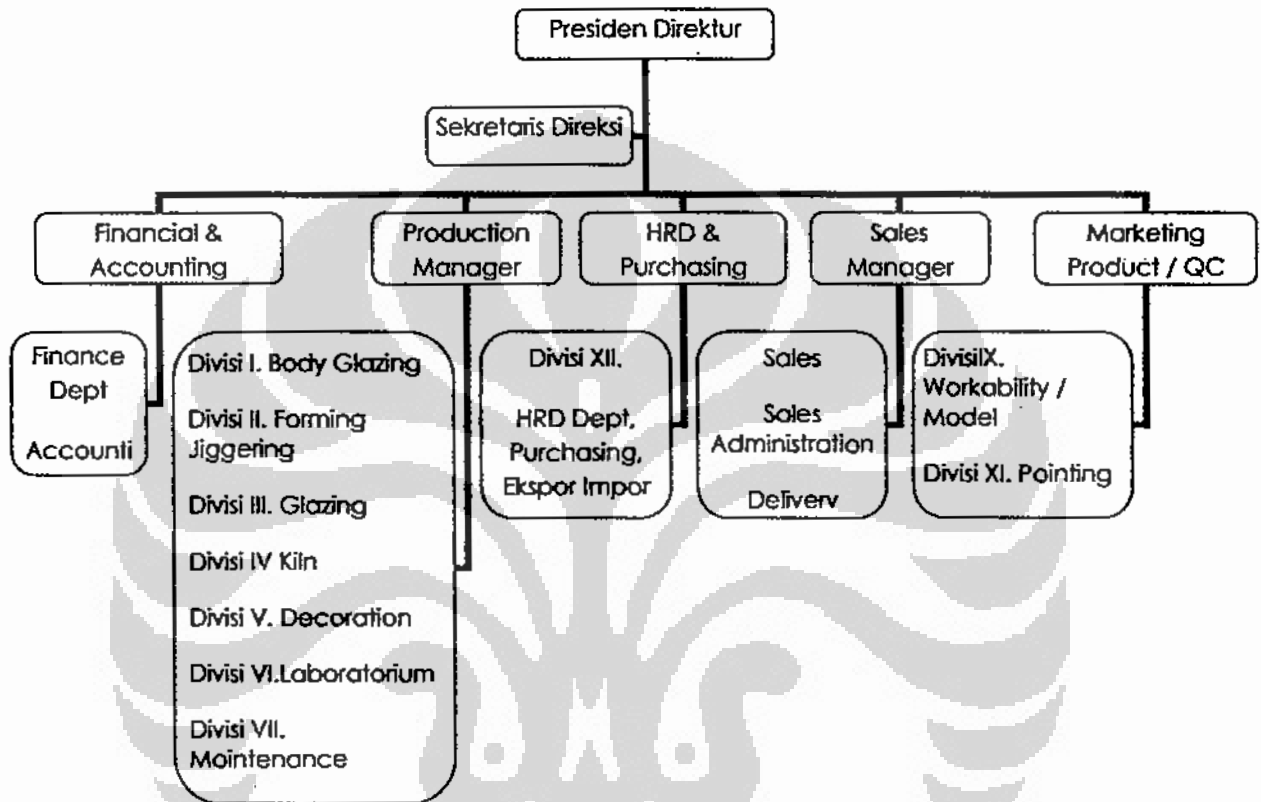 Presiden Direktur
Sekretaris Direksi
Financial &
Accounting
Production
Manager
HRD &
Purchasing
Sales
Manager
Marketing
Product / QC
Finance
Dept
Accounti
Divisi I. Body Glazing
Divisi II. Forming
Jiggering
Divisi III. Glazing
Divisi IV Kiln
Divisi V. Decoration
Divisi VI.Laboratorium
Divisi VII.
Mointenance
Divisi XII.
HRD Dept,
Purchasing,
Ekspor Impor
Sales
Sales
Administration
Deliverv
DivisiIX.
Workability /
Model
Divisi XI. Pointing